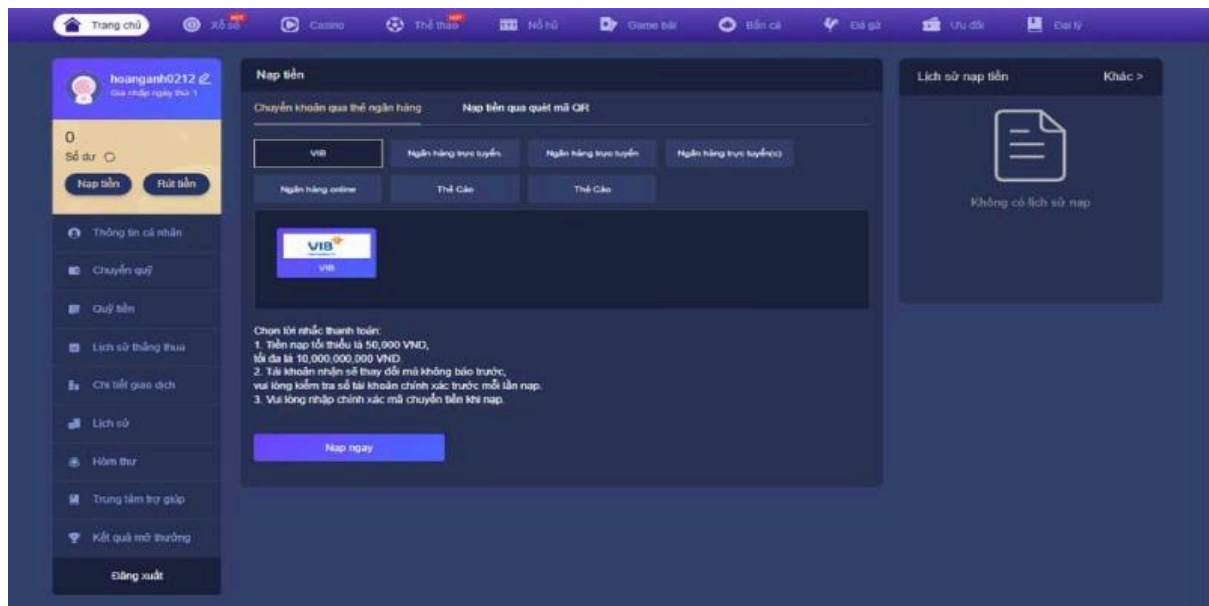 Trang chủ
Xổ số
HOT
Casino
Thể thao
HOT
Nổ hũ
Game bài
Bắn cá
Đá gà
Ưu đãi
Đại lý
hoanganh0212
Gia nhập ngày thứ 1
0
Số dư
Nạp tiền
Rút tiền
Thông tin cá nhân
Chuyển quỹ
Quỹ tiền
Lịch sử thắng thua
Chi tiết giao dịch
Lịch sử
Hòm thư
Trung tâm trợ giúp
Kết quả mở thưởng
Đăng xuất
Nạp tiền
Chuyển khoản qua thẻ ngân hàng
Nạp tiền qua quét mã QR
VIB
Ngân hàng trực tuyến
Ngân hàng trực tuyến
Ngân hàng trực tuyến(c)
Ngân hàng online
Thẻ Cào
Thẻ Cào
VIB
VIB
Chọn lời nhắc thanh toán:
1. Tiền nạp tối thiểu là 50,000 VND,
tối đa là 10,000,000,000 VND
2. Tài khoản nhận sẽ thay đổi mà không báo trước,
vui lòng kiểm tra số tài khoản chính xác trước mỗi lần nạp.
3. Vui lòng nhập chính xác mã chuyển tiền khi nạp.
Nạp ngay
Lịch sử nạp tiền
Khác >
Không có lịch sử nạp